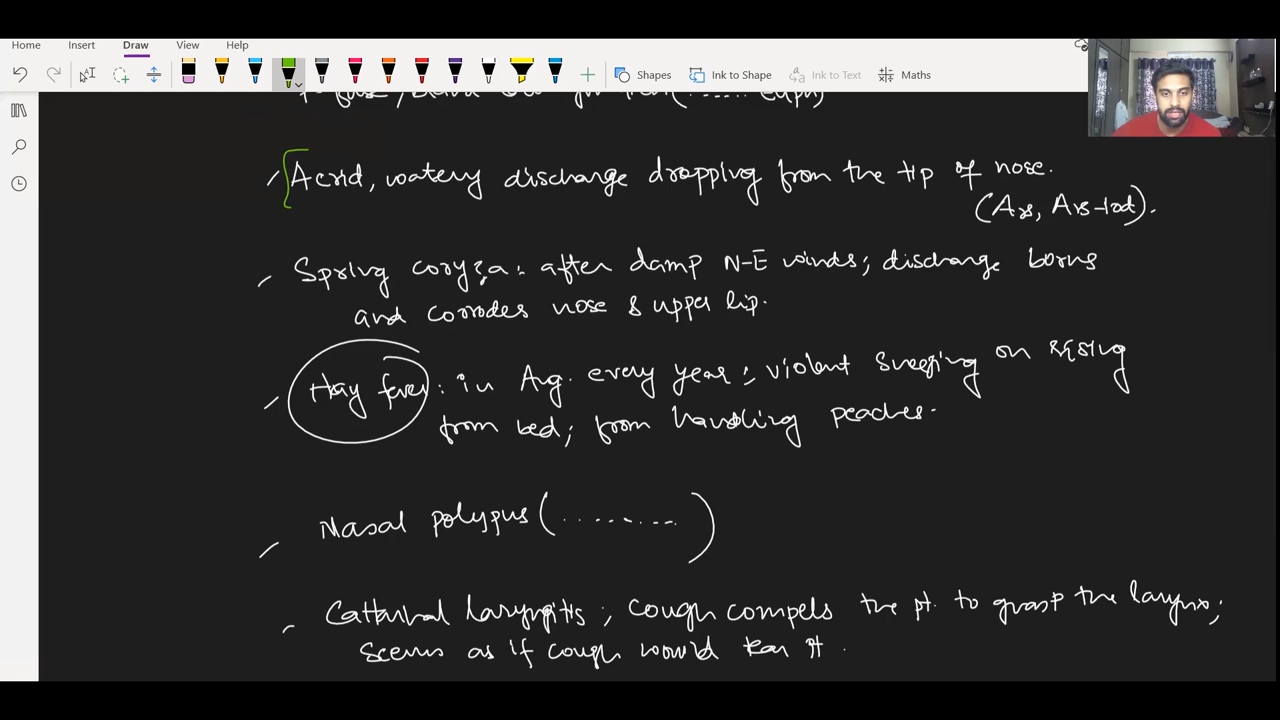 Home Insert Draw View Help
Shapes Ink to Shape Ink to Text Maths
Acrid, watery discharge dropping from the tip of nose.
(Ars, Ars-Iod).
Spring coryza: after damp N-E winds; discharge burns
and corrodes nose & upper lip.
Hay fever: in Aug. every year; violent sneezing on rising
from bed; from handling peaches.
Nasal polypus (.........)
Catarrhal laryngitis; cough compels the pt. to grasp the larynx;
seems as if cough would tear it.